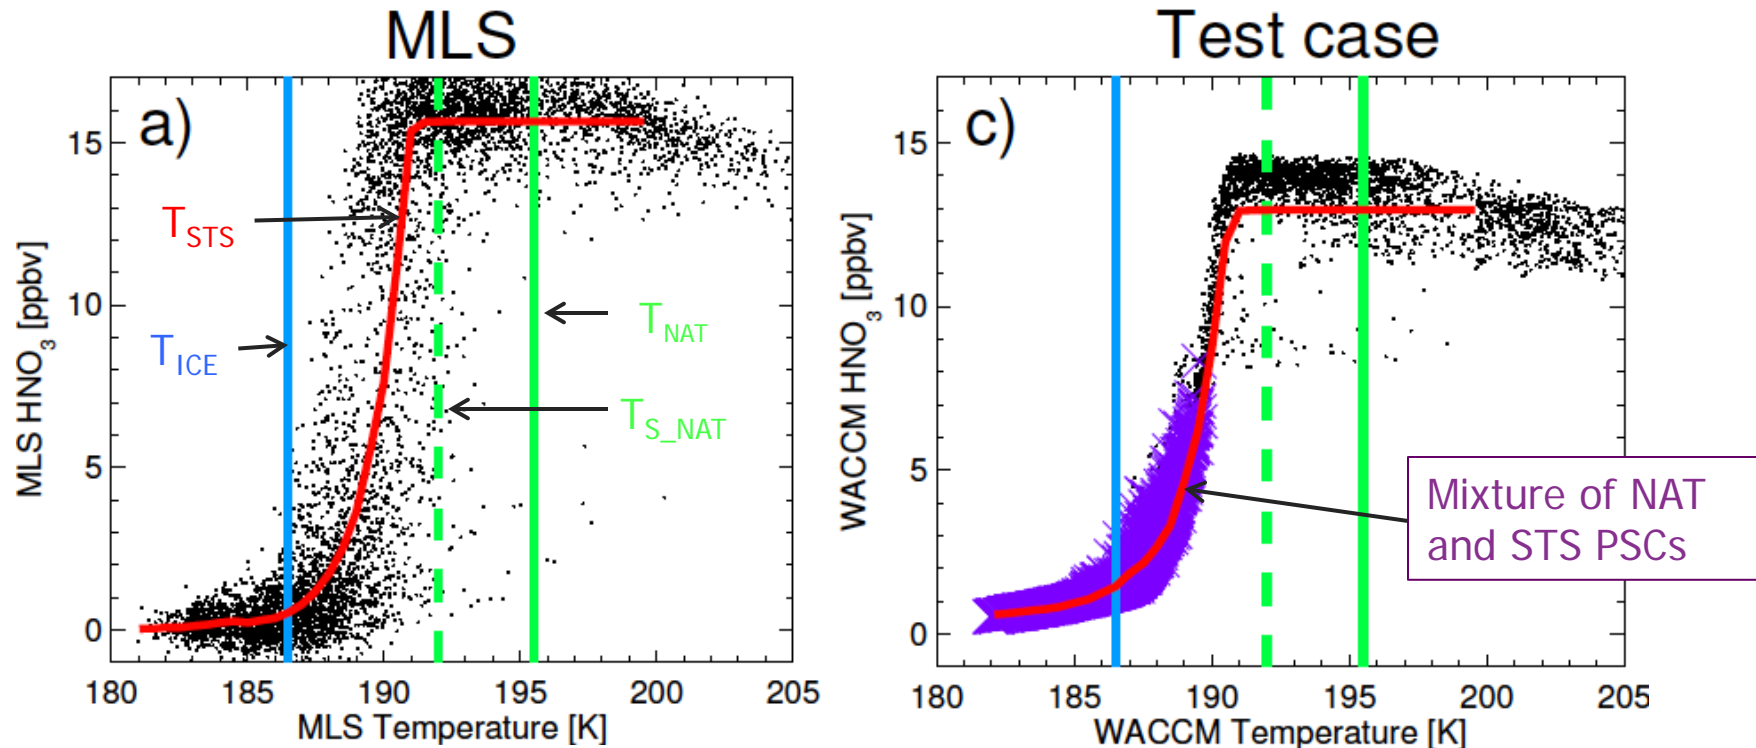 MLS
Test case
a)
c)
15
10
5
0
15
10
5
0
MLS HNO₃ [ppbv]
WACCM HNO₃ [ppbv]
T_STS
T_ICE
T_NAT
T_S_NAT
Mixture of NAT
and STS PSCs
180 185 190 195 200 205
180 185 190 195 200 205
MLS Temperature [K]
WACCM Temperature [K]